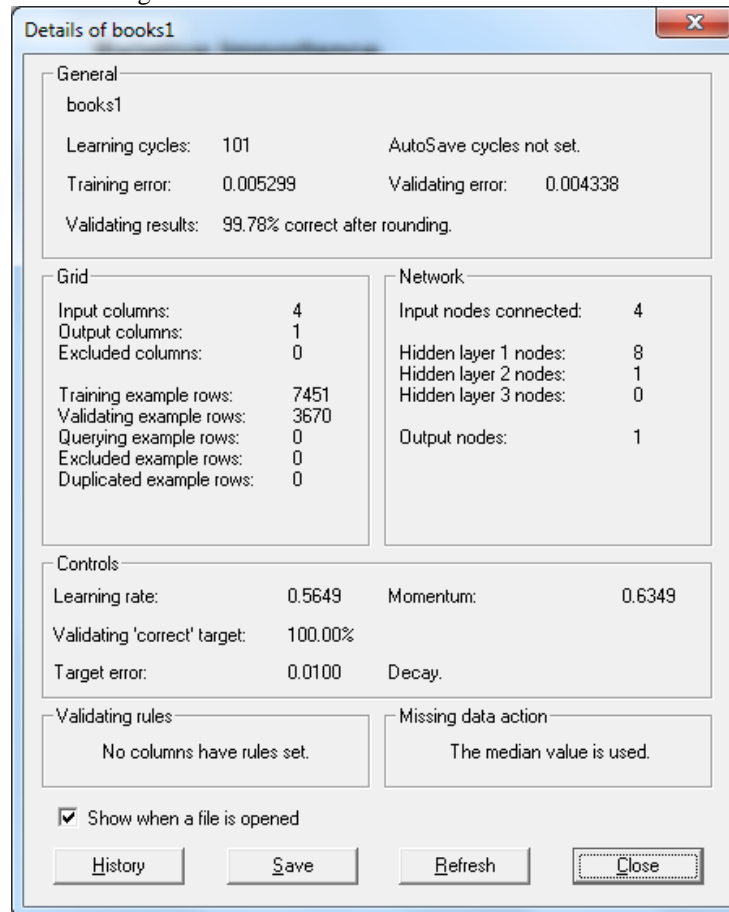 Details of books1
General
books1
Learning cycles: 101 AutoSave cycles not set.
Training error: 0.005299 Validating error: 0.004338
Validating results: 99.78% correct after rounding.
Grid
Input columns: 4
Output columns: 1
Excluded columns: 0
Training example rows: 7451
Validating example rows: 3670
Querying example rows: 0
Excluded example rows: 0
Duplicated example rows: 0
Network
Input nodes connected: 4
Hidden layer 1 nodes: 8
Hidden layer 2 nodes: 1
Hidden layer 3 nodes: 0
Output nodes: 1
Controls
Learning rate: 0.5649 Momentum: 0.6349
Validating 'correct' target: 100.00%
Target error: 0.0100 Decay.
Validating rules
No columns have rules set.
Missing data action
The median value is used.
Show when a file is opened
History Save Refresh Close